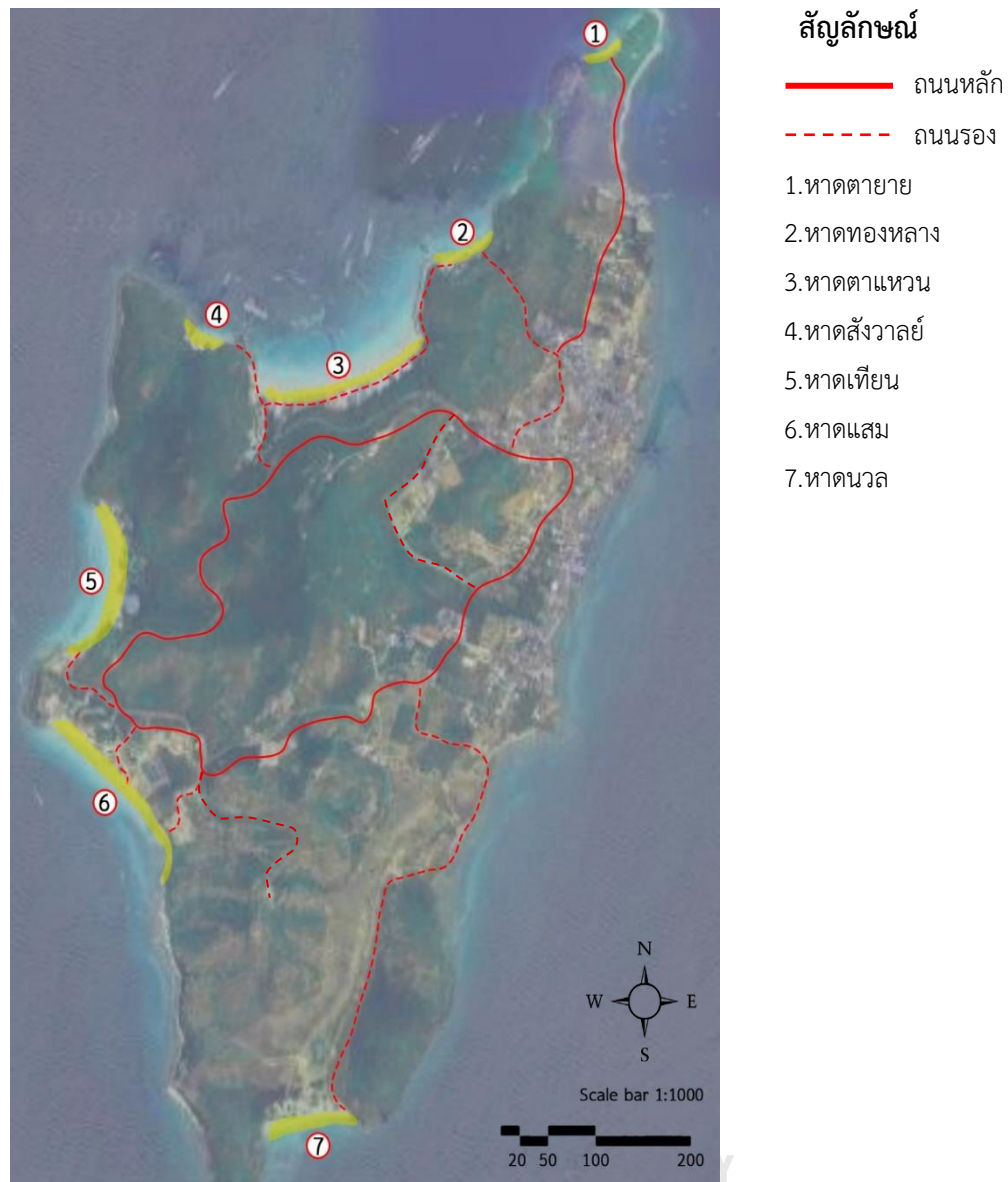 สัญลักษณ์
ถนนหลัก
ถนนรอง
1.หาดตายาย
2.หาดทองหลาง
3.หาดตาแหวน
4.หาดสังวาลย์
5.หาดเทียน
6.หาดแสม
7.หาดนวล
1
2
4
3
5
6
N
W E
S
Scale bar 1:1000
20 50 100 200
7